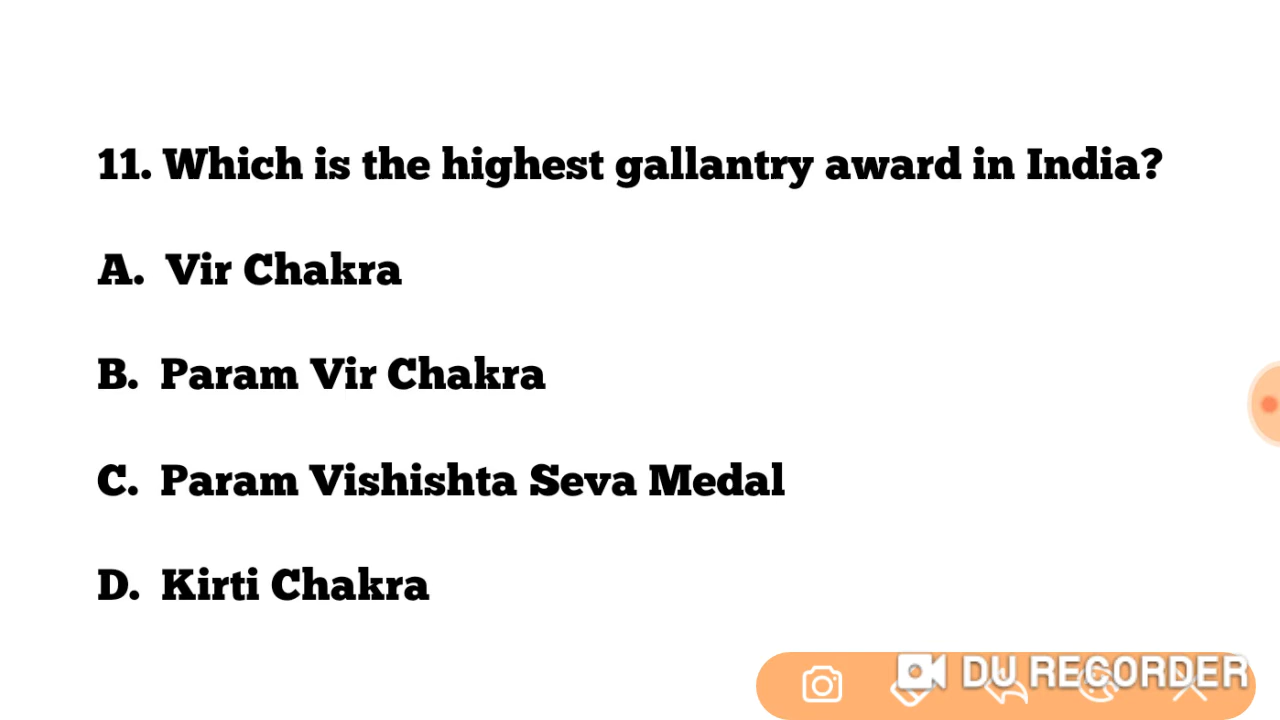 11. Which is the highest gallantry award in India?
A. Vir Chakra
B. Param Vir Chakra
C. Param Vishishta Seva Medal
D. Kirti Chakra
DU RECORDER